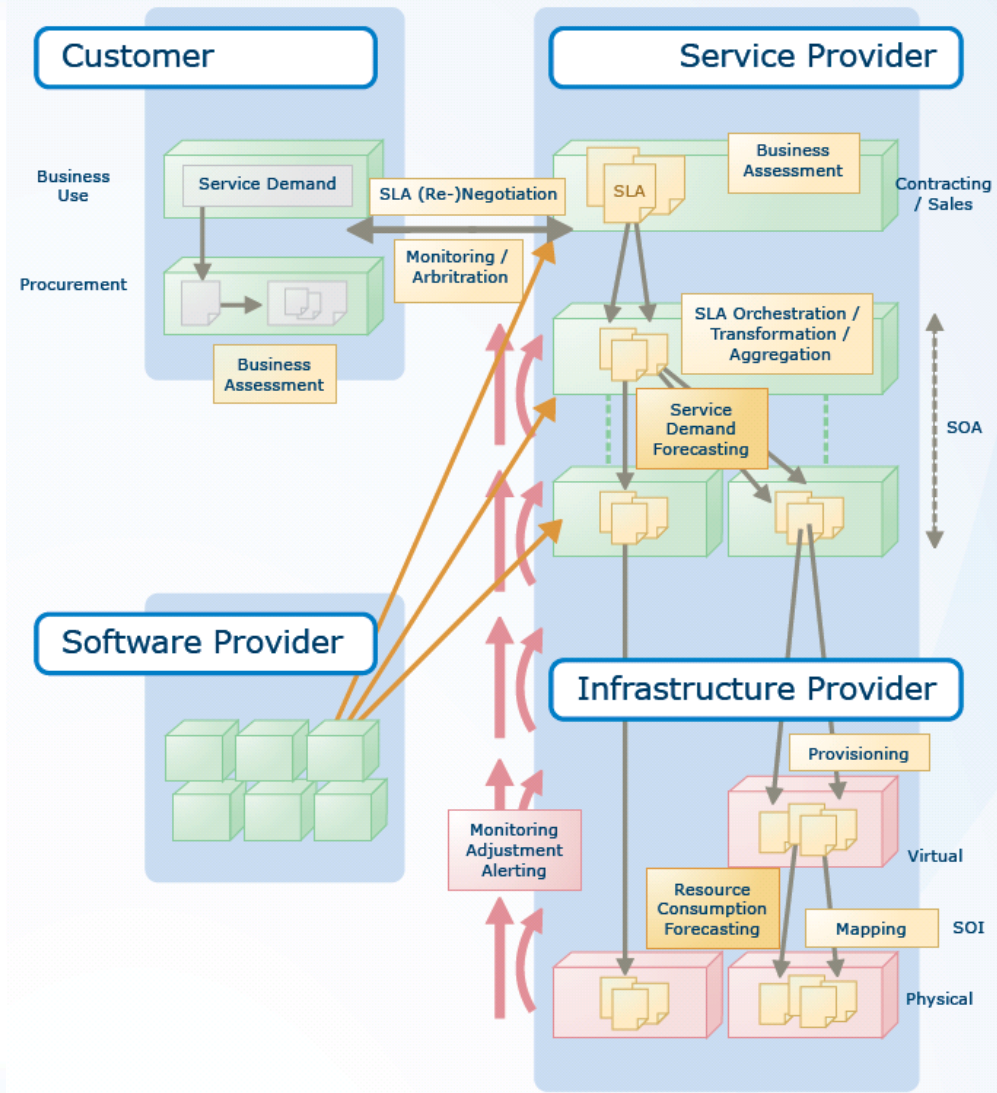 Customer
Service Provider
Business
Use
Service Demand
SLA (Re-)Negotiation
SLA
Business
Assessment
Contracting
/ Sales
Monitoring /
Arbritration
Procurement
Business
Assessment
SLA Orchestration /
Transformation /
Aggregation
Service
Demand
Forecasting
SOA
Software Provider
Infrastructure Provider
Provisioning
Monitoring
Adjustment
Alerting
Virtual
Resource
Consumption
Forecasting
Mapping
SOI
Physical